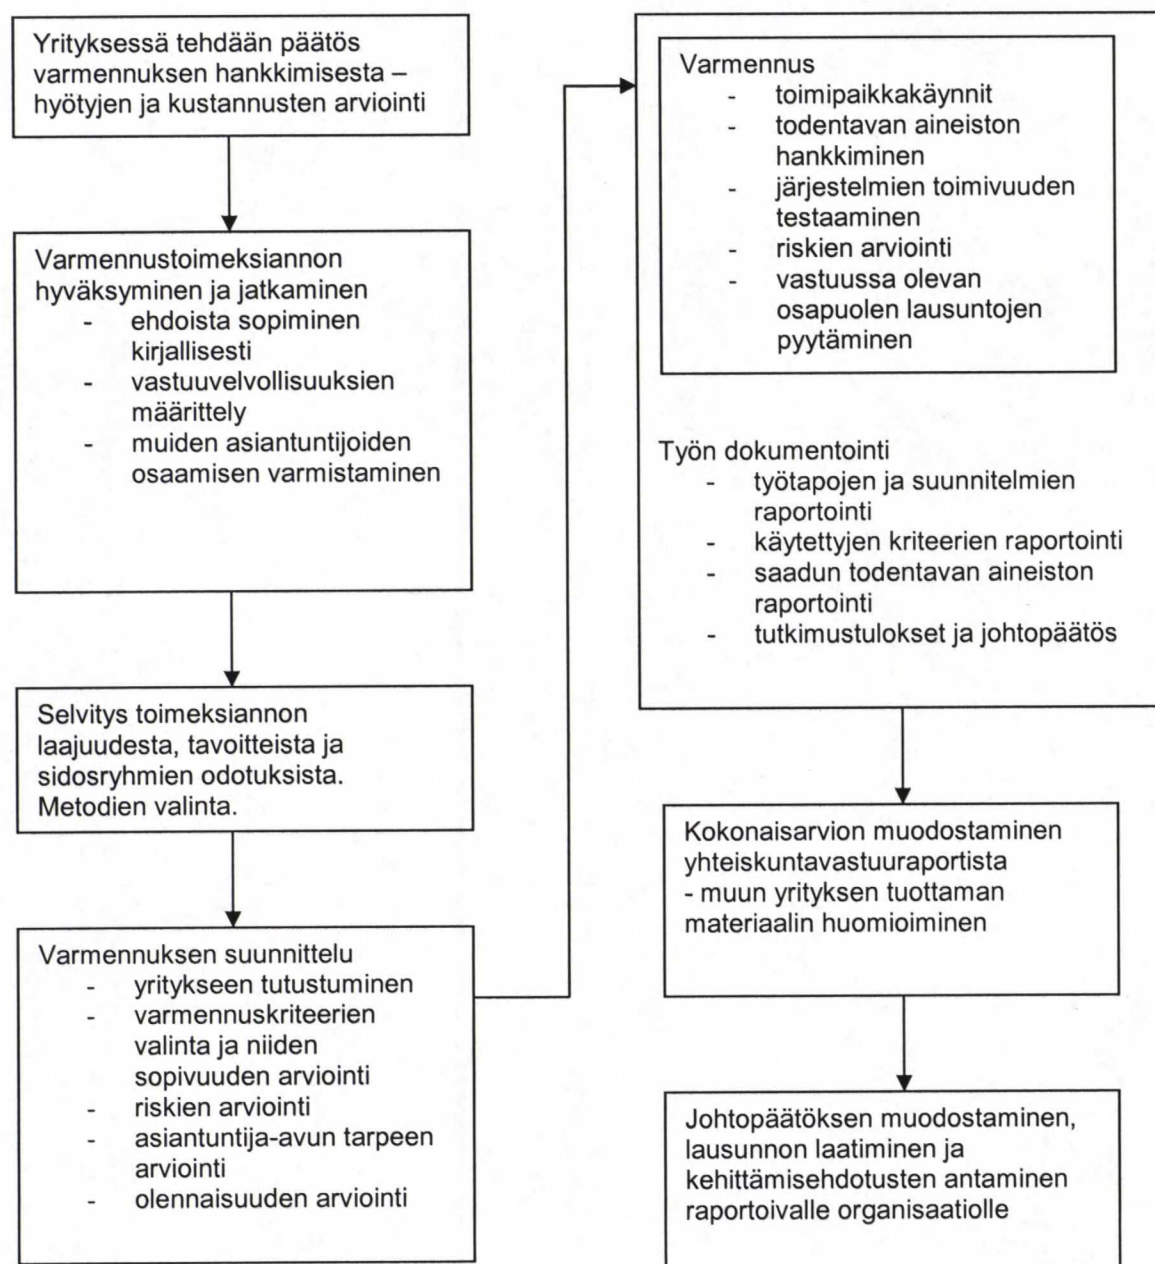 Yrityksessä tehdään päätös
varmennuksen hankkimisesta –
hyötyjen ja kustannusten arviointi
Varmennustoimeksiannon
hyväksyminen ja jatkaminen
- ehdoista sopiminen
kirjallisesti
- vastuuvelvollisuuksien
määrittely
- muiden asiantuntijoiden
osaamisen varmistaminen
Selvitys toimeksiannon
laajuudesta, tavoitteista ja
sidosryhmien odotuksista.
Metodien valinta.
Varmennuksen suunnittelu
- yritykseen tutustuminen
- varmennuskriteerien
valinta ja niiden
sopivuuden arviointi
- riskien arviointi
- asiantuntija-avun tarpeen
arviointi
- olennaisuuden arviointi
Varmennus
- toimipaikkakäynnit
- todentavan aineiston
hankkiminen
- järjestelmien toimivuuden
testaaminen
- riskien arviointi
- vastuussa olevan
osapuolen lausuntojen
pyytäminen
Työn dokumentointi
- työtapojen ja suunnitelmien
raportointi
- käytettyjen kriteerien raportointi
- saadun todentavan aineiston
raportointi
- tutkimustulokset ja johtopäätös
Kokonaisarvion muodostaminen
yhteiskuntavastuuraportista
- muun yrityksen tuottaman
materiaalin huomioiminen
Johtopäätöksen muodostaminen,
lausunnon laatiminen ja
kehittämisehdotusten antaminen
raportoivalle organisaatiolle